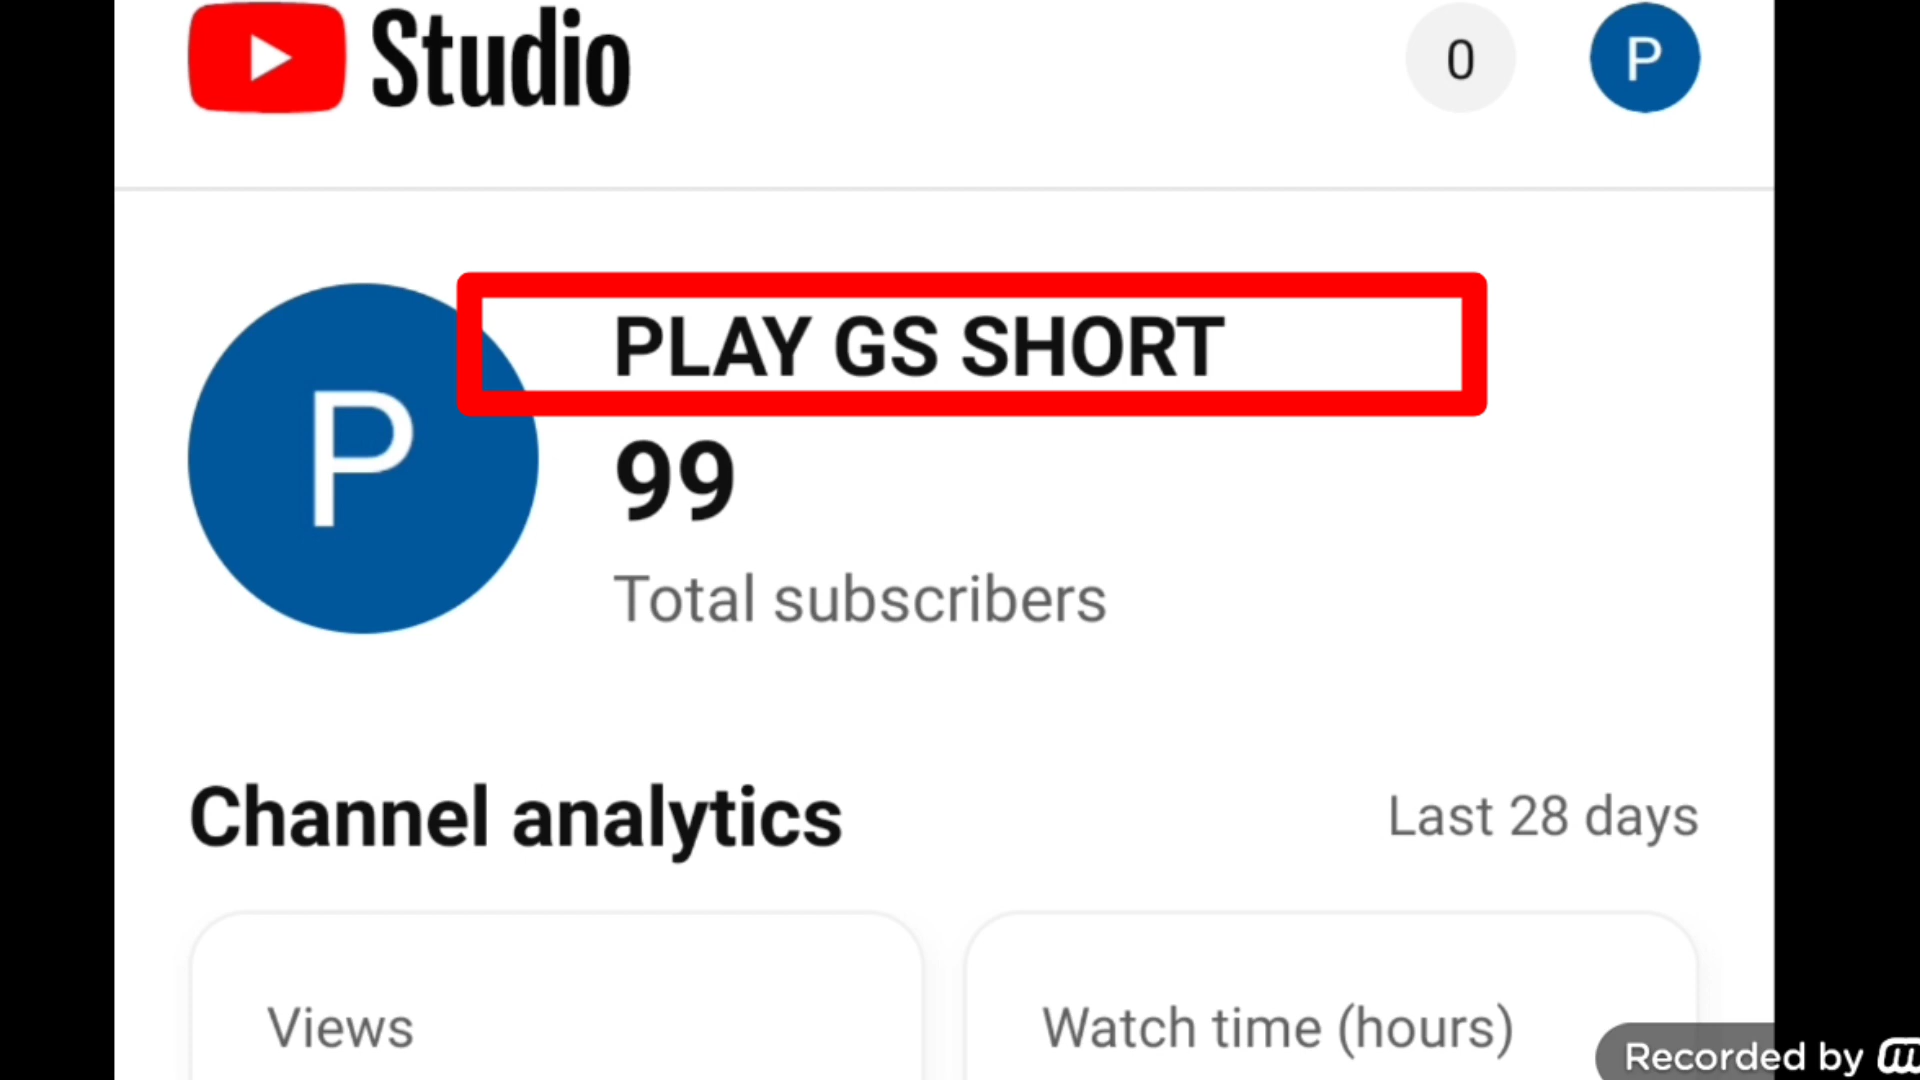 Studio
0
P
P
PLAY GS SHORT
99
Total subscribers
Channel analytics
Last 28 days
Views
Watch time (hours)
Recorded by